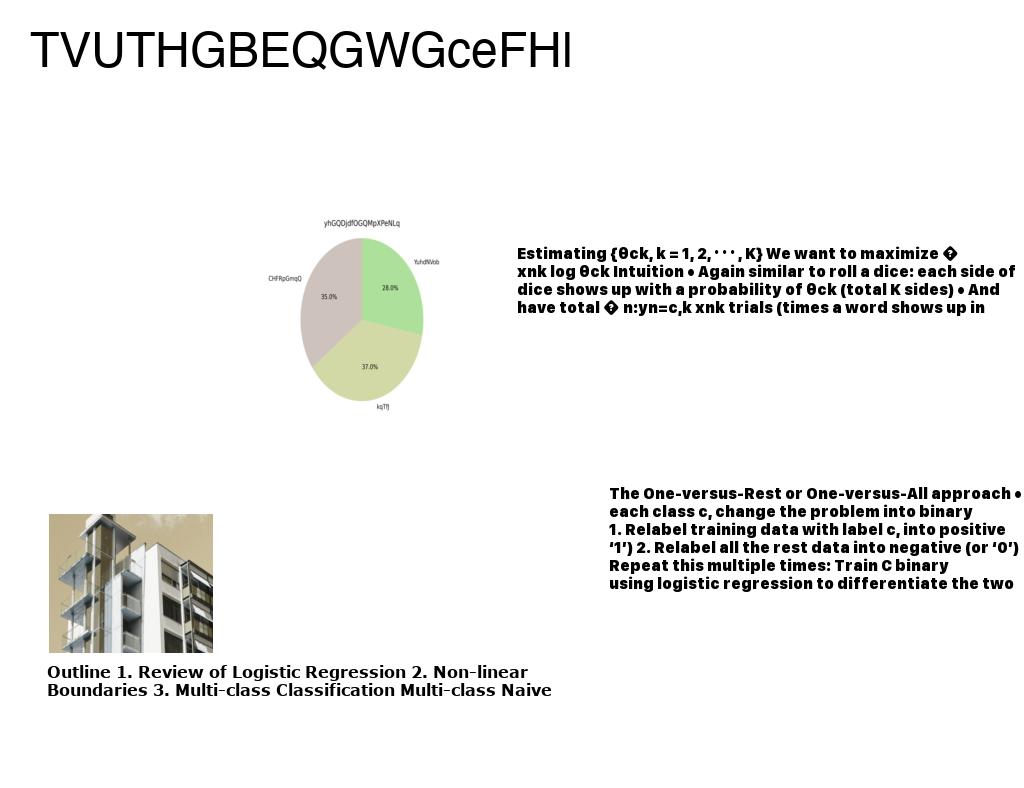 TVUTHGBEQGWGceFHl
yhGQDjdfOGQMpXPeNLq
YuhdNVob
CHFRpGmqQ
28.0%
35.0%
37.0%
kqTfJ
Estimating {θck, k = 1, 2, · · · , K} We want to maximize �
xnk log θck Intuition • Again similar to roll a dice: each side of
dice shows up with a probability of θck (total K sides) • And
have total � n:yn=c,k xnk trials (times a word shows up in
The One-versus-Rest or One-versus-All approach •
each class c, change the problem into binary
1. Relabel training data with label c, into positive
‘1’) 2. Relabel all the rest data into negative (or ‘0’)
Repeat this multiple times: Train C binary
using logistic regression to differentiate the two
Outline 1. Review of Logistic Regression 2. Non-linear
Boundaries 3. Multi-class Classification Multi-class Naive